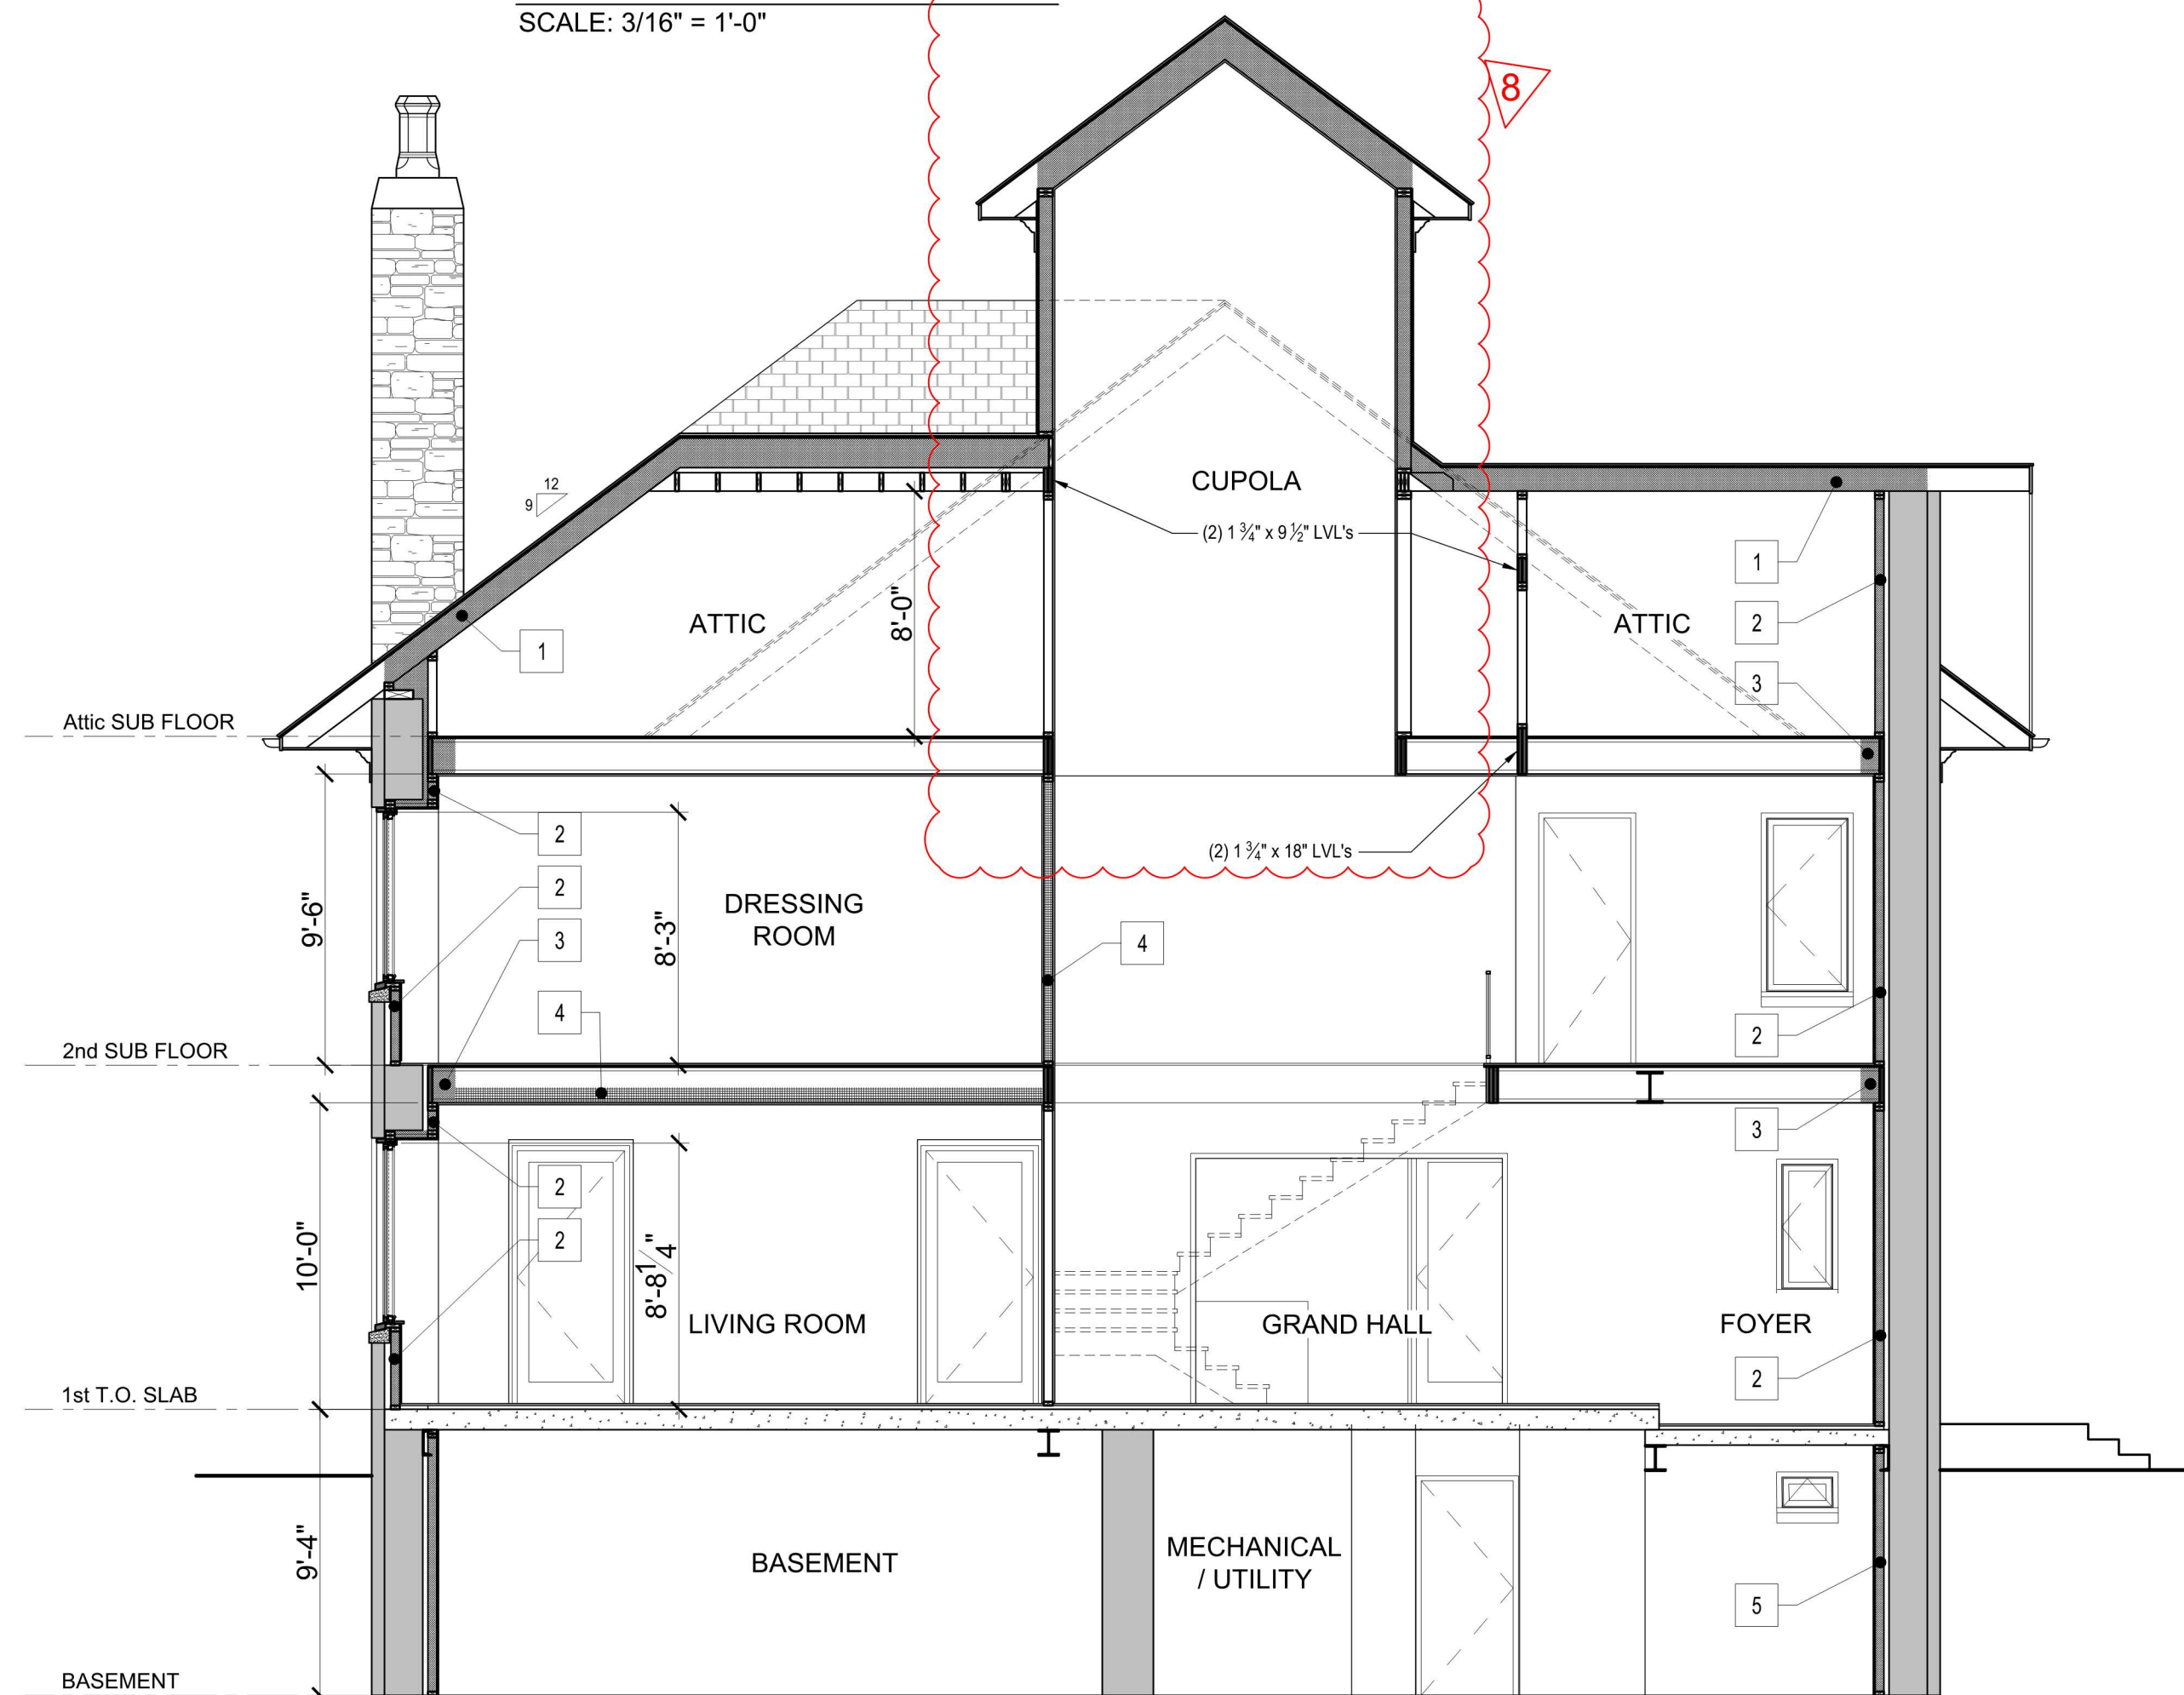 SCALE: 3/16" = 1'-0"
8
12
9
CUPOLA
(2) 1 3/4" x 9 1/2" LVL's
1
ATTIC
8'-0"
ATTIC
2
1
3
Attic SUB FLOOR
2
(2) 1 3/4" x 18" LVL's
2
9'-6"
8'-3"
DRESSING
ROOM
3
4
4
2
2nd SUB FLOOR
3
2
2
10'-0"
8'-8 1/4"
LIVING ROOM
GRAND HALL
FOYER
2
1st T.O. SLAB
9'-4"
BASEMENT
MECHANICAL
/ UTILITY
5
BASEMENT